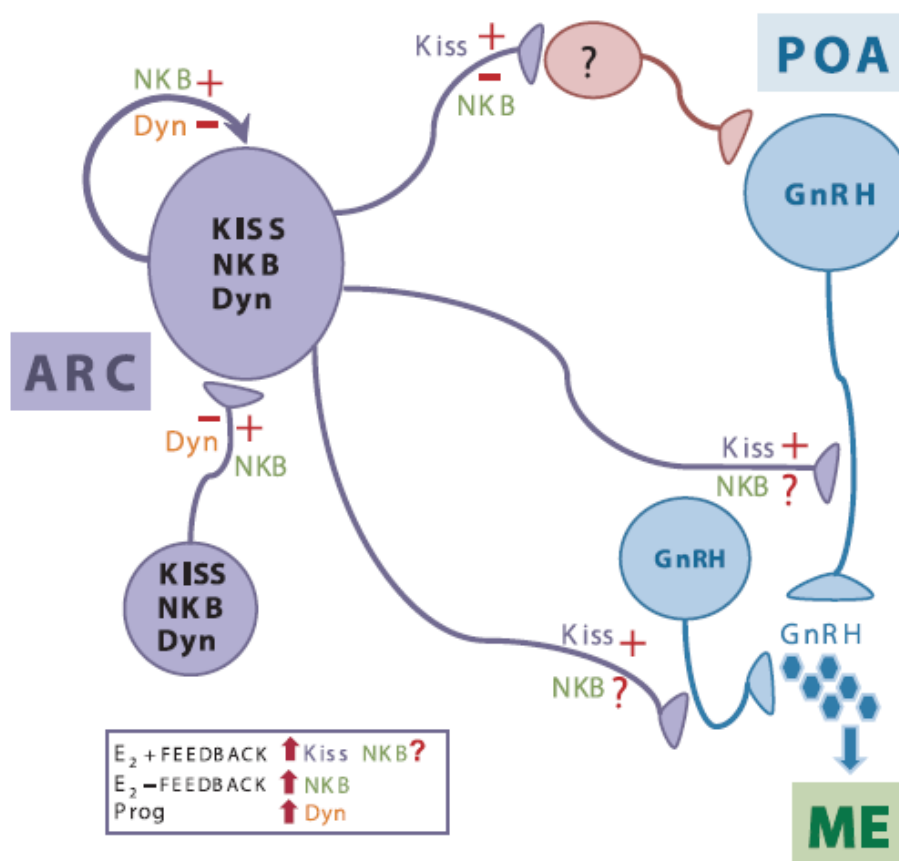 Kiss +
-
NKB
?
POA
NKB +
Dyn -
GnRH
KISS
NKB
Dyn
ARC
- +
Dyn
NKB
Kiss +
NKB ?
GnRH
KISS
NKB
Dyn
Kiss +
NKB ?
GnRH
E₂ + FEEDBACK Kiss NKB ?
E₂ – FEEDBACK NKB
Prog Dyn
ME